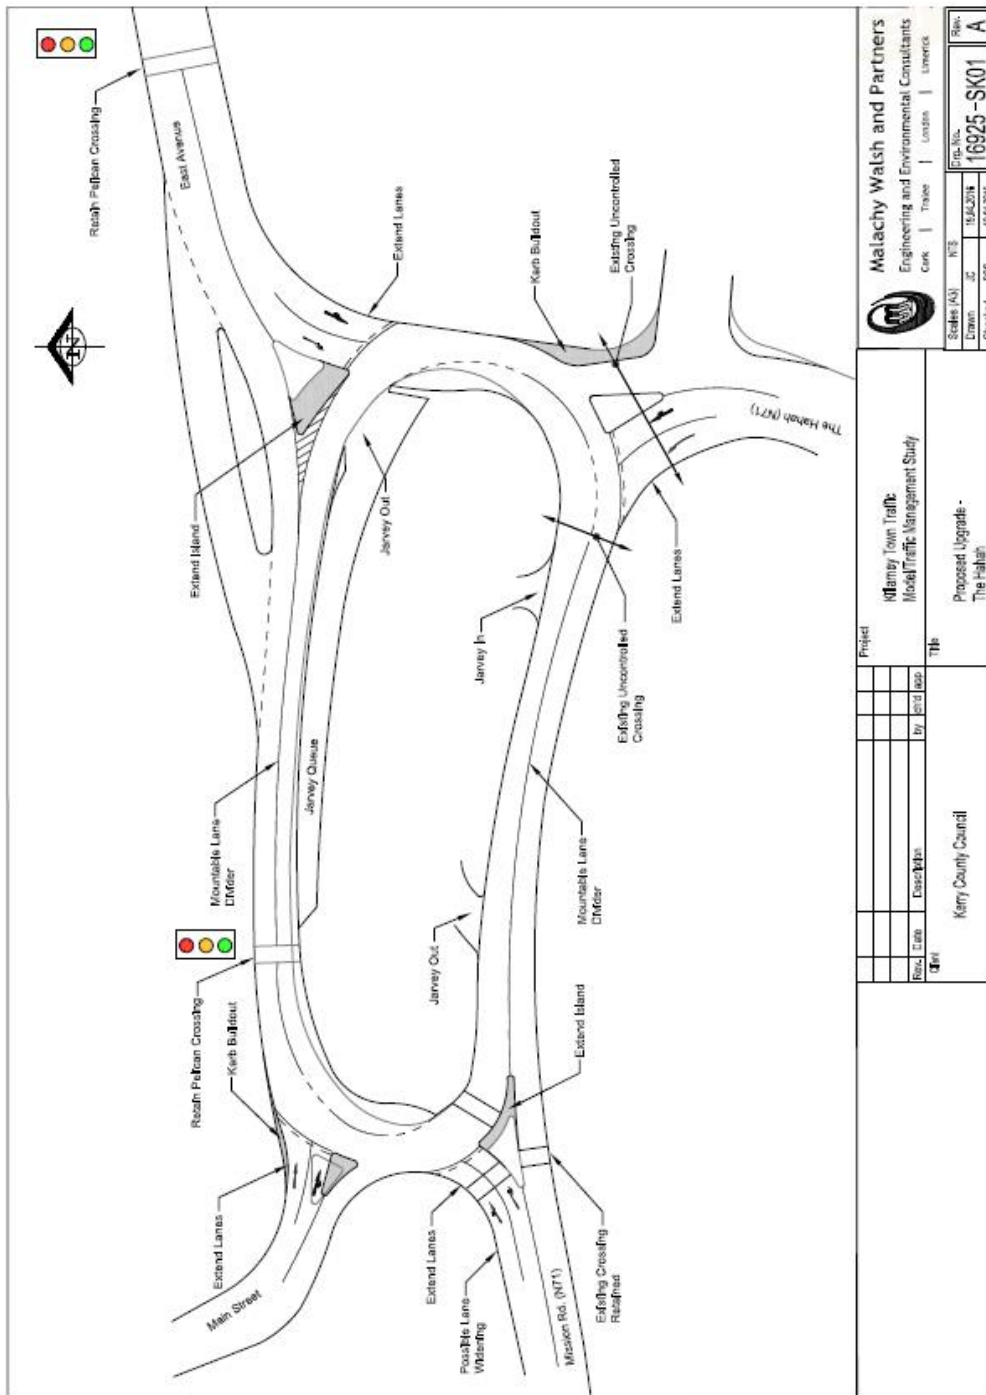 Retain Pelican Crossing
East Avenue
Extend Lanes
Kerb Buildout
Existing Uncontrolled
Crossing
N
The Hahah (N71)
Extend Island
Jarvey Out
Extend Lanes
Jarvey In
Existing Uncontrolled
Crossing
Mountable Lane
Divider
Jarvey Queue
Mountable Lane
Divider
Jarvey Out
Retain Pelican Crossing
Kerb Buildout
Extend Island
Extend Lanes
Main Street
Extend Lanes
Possible Lane
Widening
Mission Rd. (N71)
Existing Crossing
Retained
Rev. Date Description by ch'd app
Client
Kerry County Council
Project
Killarney Town Traffic
Model/Traffic Management Study
Title
Proposed Upgrade -
The Hahah
Malachy Walsh and Partners
Engineering and Environmental Consultants
Cork | Tralee | London | Limerick
Scales (A3) NTS
Drawn JC
Drg. No.
16925-SK01
Rev.
A